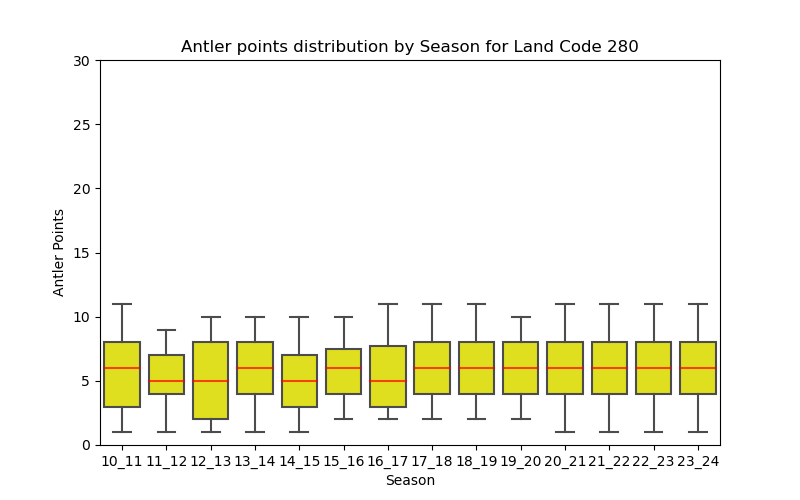 Antler points distribution by Season for Land Code 280
30
25
20
15
10
5
0
Antler Points
10_11 11_12 12_13 13_14 14_15 15_16 16_17 17_18 18_19 19_20 20_21 21_22 22_23 23_24
Season